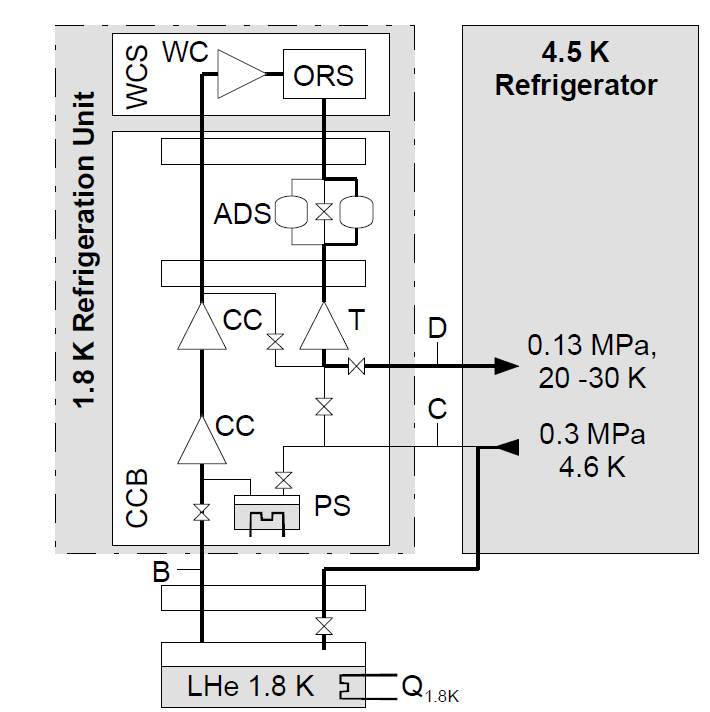 WCS
WC
ORS
4.5 K
Refrigerator
1.8 K Refrigeration Unit
ADS
CC
T
D
0.13 MPa,
20 -30 K
CC
C
0.3 MPa
4.6 K
CCB
PS
B
LHe 1.8 K
Q1.8K